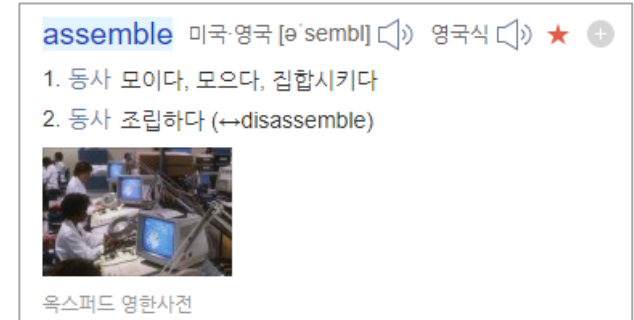 assemble 미국·영국 [əˈsembl] 영국식
1. 동사 모이다, 모으다, 집합시키다
2. 동사 조립하다 (↔disassemble)
옥스퍼드 영한사전